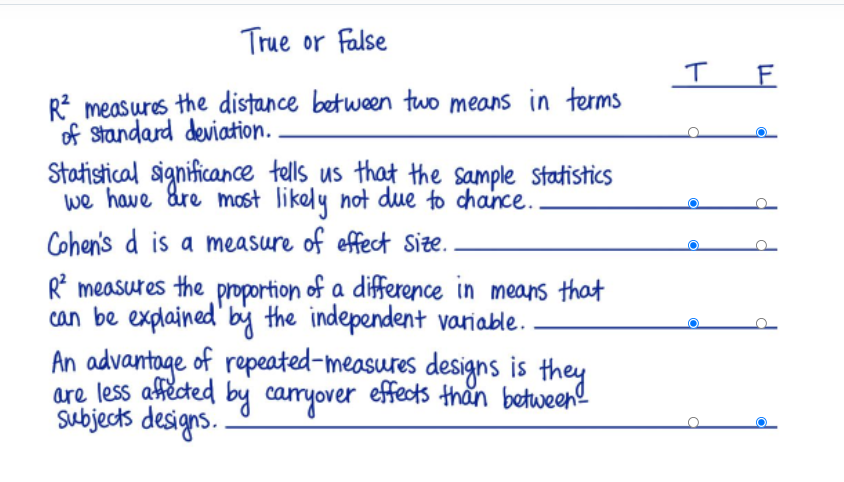 True or False
T F
R² measures the distance between two means in terms
of standard deviation.
Statistical significance tells us that the sample statistics
we have are most likely not due to chance.
Cohen's d is a measure of effect size.
R² measures the proportion of a difference in means that
can be explained by the independent variable.
An advantage of repeated-measures designs is they
are less affected by carryover effects than between-
subjects designs.